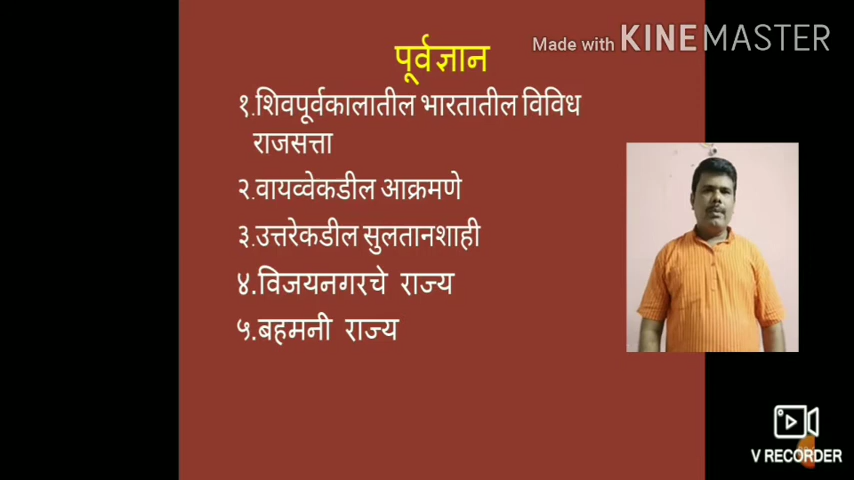 Made with KINEMASTER
पूर्वज्ञान
१.शिवपूर्वकालातील भारतातील विविध
राजसत्ता
२.वायव्वेकडील आक्रमणे
३.उत्तरेकडील सुलतानशाही
४.विजयनगरचे राज्य
५.बहमनी राज्य
V RECORDER